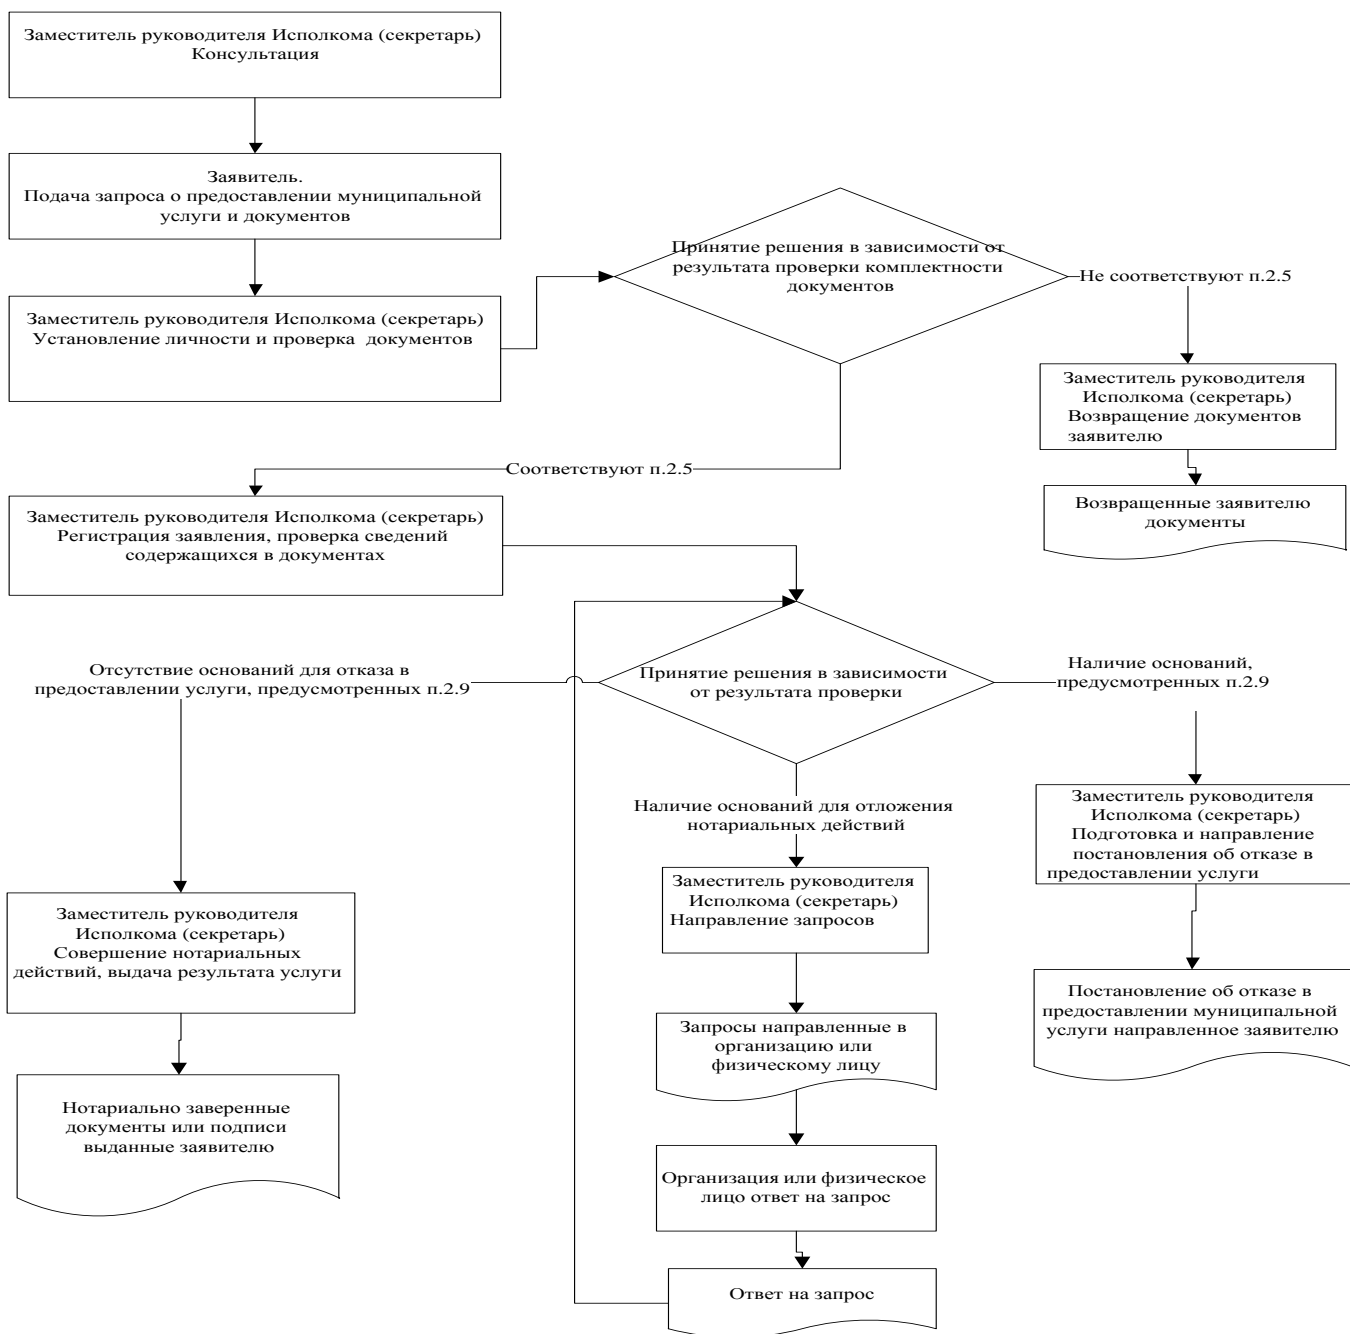 Заместитель руководителя Исполкома (секретарь)
Консультация
Заявитель.
Подача запроса о предоставлении муниципальной
услуги и документов
Заместитель руководителя Исполкома (секретарь)
Установление личности и проверка документов
Принятие решения в зависимости от
результата проверки комплектности
документов
Не соответствуют п.2.5
Заместитель руководителя
Исполкома (секретарь)
Возвращение документов
заявителю
Возвращенные заявителю
документы
Соответствуют п.2.5
Заместитель руководителя Исполкома (секретарь)
Регистрация заявления, проверка сведений
содержащихся в документах
Принятие решения в зависимости
от результата проверки
Отсутствие оснований для отказа в
предоставлении услуги, предусмотренных п.2.9
Наличие оснований,
предусмотренных п.2.9
Наличие оснований для отложения
нотариальных действий
Заместитель руководителя
Исполкома (секретарь)
Совершение нотариальных
действий, выдача результата услуги
Нотариально заверенные
документы или подписи
выданные заявителю
Заместитель руководителя
Исполкома (секретарь)
Направление запросов
Запросы направленные в
организацию или
физическому лицу
Организация или физическое
лицо ответ на запрос
Ответ на запрос
Заместитель руководителя
Исполкома (секретарь)
Подготовка и направление
постановления об отказе в
предоставлении услуги
Постановление об отказе в
предоставлении муниципальной
услуги направленное заявителю